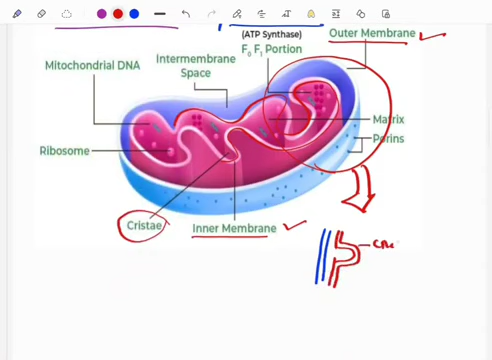 (ATP Synthase)
F₀ F₁ Portion
Outer Membrane
Intermembrane
Space
Mitochondrial DNA
Matrix
Porins
Ribosome
Cristae
Inner Membrane